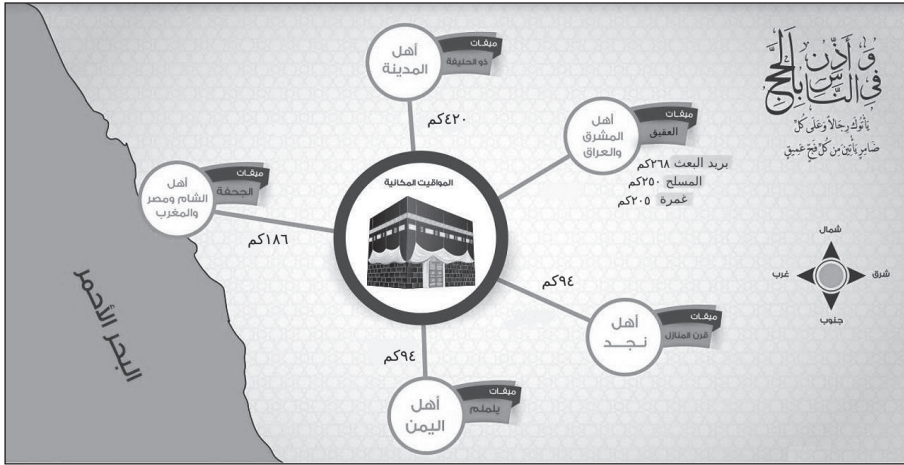 وَأَذِّن
فِي النَّاسِ بِالْحَجِّ
يَأْتُوكَ رِجَالًا وَعَلَى كُلِّ
ضَامِرٍ يَأْتِينَ مِن كُلِّ فَجٍّ عَمِيقٍ
أهل
المدينة
ميقات
ذو الحليفة
٤٢٠كم
أهل
المشرق
والعراق
ميقات
العقيق
بريد البعث ٢٦٨كم
المسلح ٢٥٠كم
غمرة ٢٠٥كم
أهل
الشام ومصر
والمغرب
ميقات
الجحفة
١٨٦كم
المواقيت المكانية
شمال
شرق
غرب
جنوب
٩٤كم
أهل
نجـــد
ميقات
قرن المنازل
٩٤كم
أهل
اليمن
ميقات
يلملم
البحر الأحمر